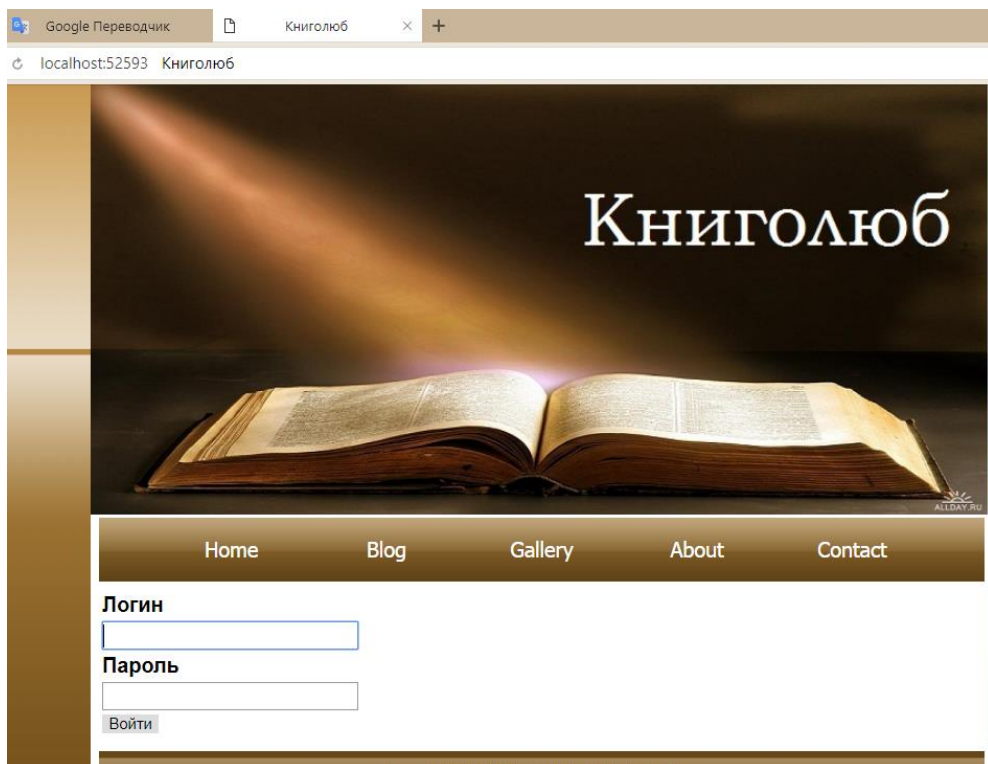 Google Переводчик Книголюб
localhost:52593 Книголюб
Книголюб
ALLDAY.RU
Home Blog Gallery About Contact
Логин
Пароль
Войти